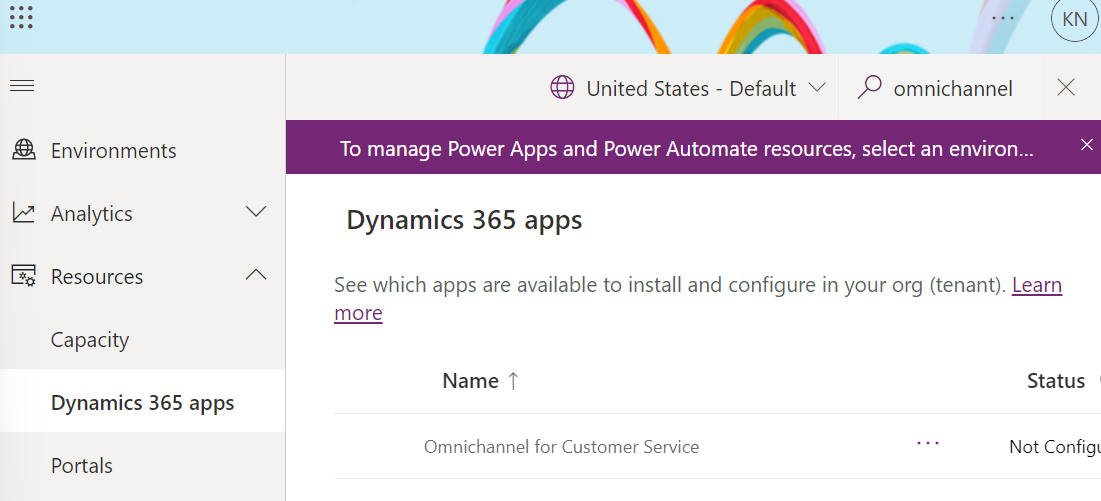 KN
United States - Default
omnichannel
To manage Power Apps and Power Automate resources, select an environ...
Environments
Analytics
Resources
Capacity
Dynamics 365 apps
Portals
Dynamics 365 apps
See which apps are available to install and configure in your org (tenant). Learn
more
Name Status
Omnichannel for Customer Service ... Not Configu